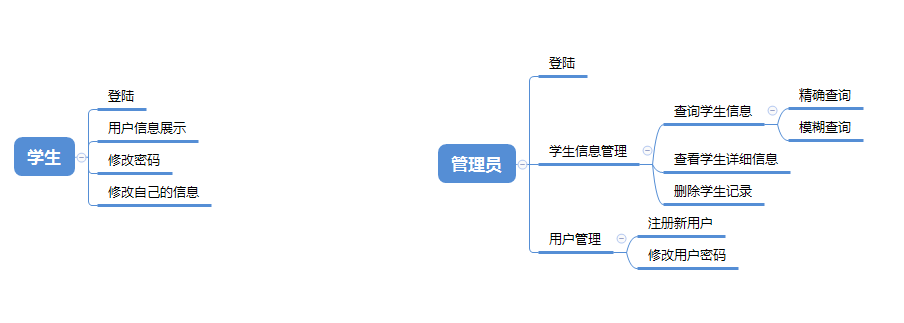 学生
登陆
用户信息展示
修改密码
修改自己的信息
管理员
登陆
学生信息管理
查询学生信息
精确查询
模糊查询
查看学生详细信息
删除学生记录
用户管理
注册新用户
修改用户密码